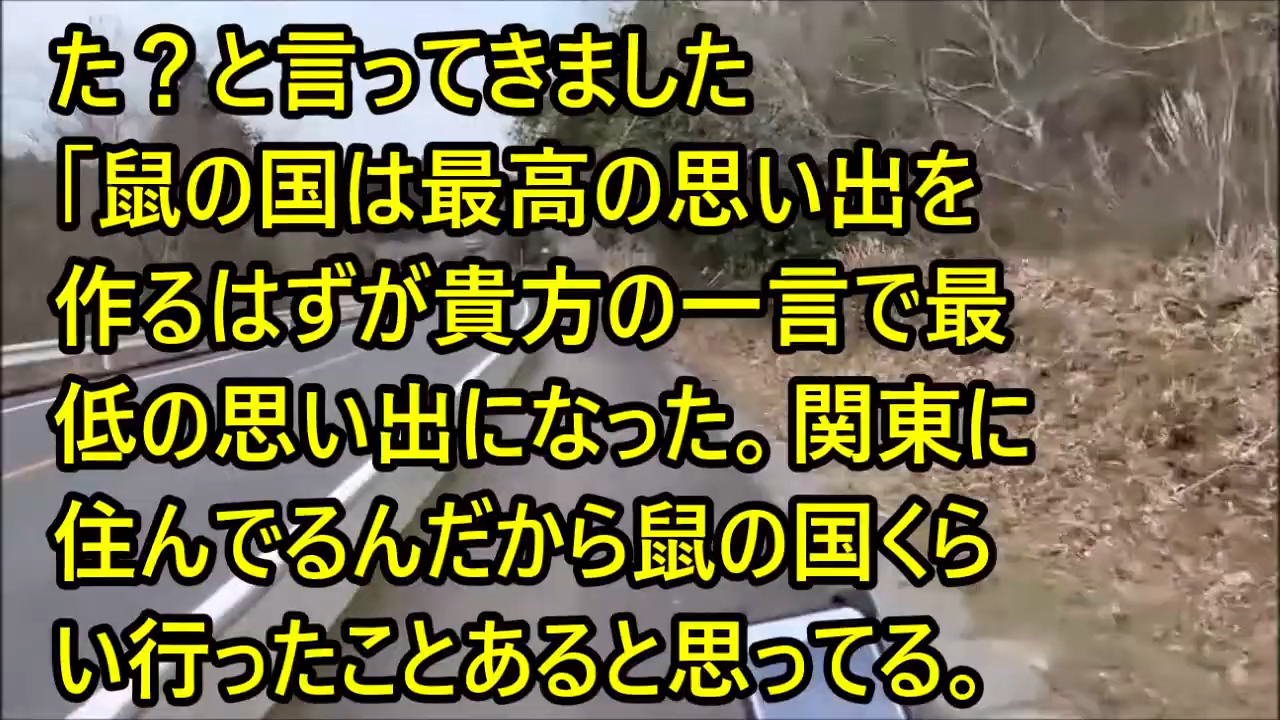 た？と言ってきました
「鼠の国は最高の思い出を
作るはずが貴方の一言で最
低の思い出になった。関東に
住んでるんだから鼠の国くら
い行ったことあると思ってる。